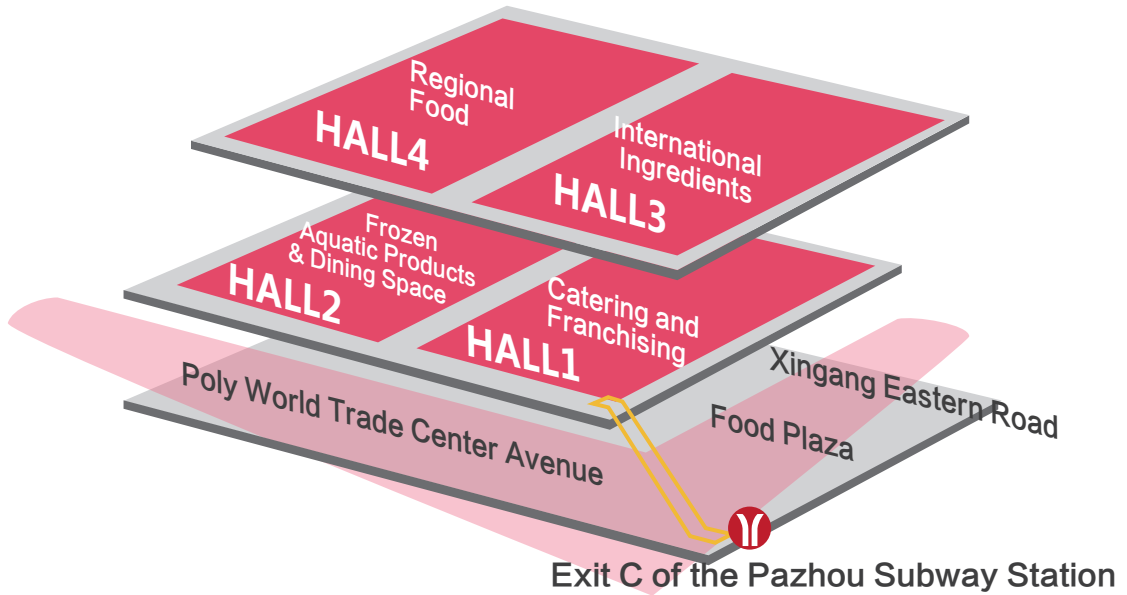 Regional
Food
HALL4
International
Ingredients
HALL3
Frozen
Aquatic Products
& Dining Space
HALL2
Catering and
Franchising
HALL1
Xingang Eastern Road
Poly World Trade Center Avenue
Food Plaza
Exit C of the Pazhou Subway Station